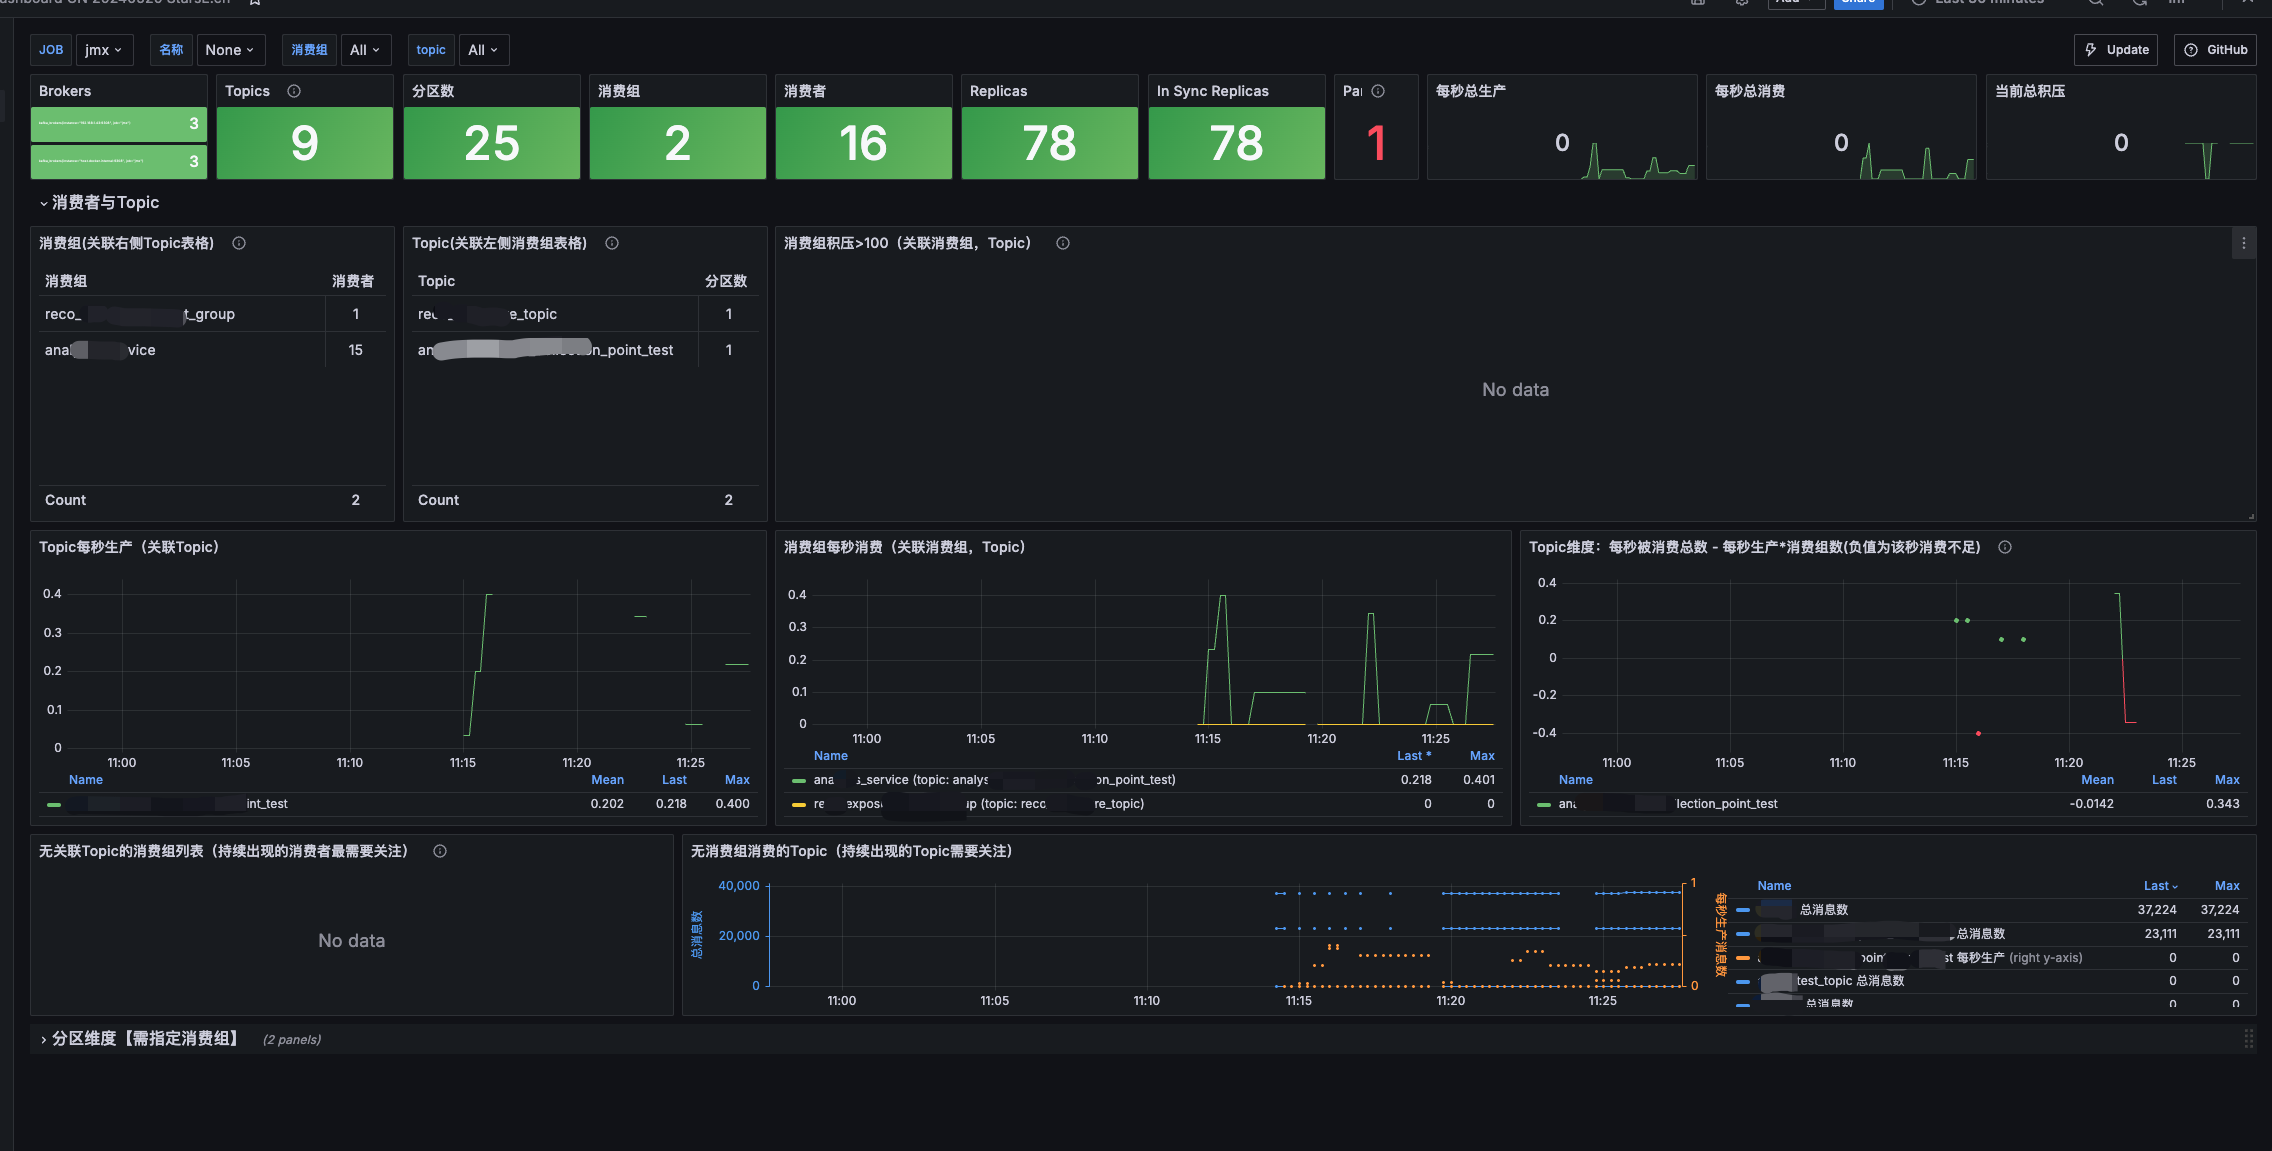 Add
Share
Last 30 minutes
JOB jmx 名称 None 消费组 All topic All Update GitHub
Brokers
3
3
Topics
9
分区数
25
消费组
2
消费者
16
Replicas
78
In Sync Replicas
78
Pa
1
每秒总生产
0
每秒总消费
0
当前总积压
0
消费者与Topic
消费组(关联右侧Topic表格)
消费组 消费者
reco_ t_group 1
ana vice 15
Count 2
Topic(关联左侧消费组表格)
Topic 分区数
re _ e_topic 1
an n_point_test 1
Count 2
消费组积压>100（关联消费组，Topic）
No data
Topic每秒生产（关联Topic）
0.4
0.3
0.2
0.1
0
11:00 11:05 11:10 11:15 11:20 11:25
Name Mean Last Max
int_test 0.202 0.218 0.400
消费组每秒消费（关联消费组，Topic）
0.4
0.3
0.2
0.1
0
11:00 11:05 11:10 11:15 11:20 11:25
Name Last * Max
ana s_service (topic: analys on_point_test) 0.218 0.401
re expos up (topic: reco re_topic) 0 0
Topic维度：每秒被消费总数 - 每秒生产*消费组数(负值为该秒消费不足)
0.4
0.2
0
-0.2
-0.4
11:00 11:05 11:10 11:15 11:20 11:25
Name Mean Last Max
ana llection_point_test -0.0142 0.343
无关联Topic的消费组列表（持续出现的消费者最需要关注）
No data
无消费组消费的Topic（持续出现的Topic需要关注）
总消息数
40,000
20,000
0
11:00 11:05 11:10 11:15 11:20 11:25
1
0
每秒生产消息数
Name Last Max
总消息数 37,224 37,224
总消息数 23,111 23,111
point st 每秒生产 (right y-axis) 0 0
test_topic 总消息数 0 0
总消息数 0 0
分区维度【需指定消费组】 (2 panels)